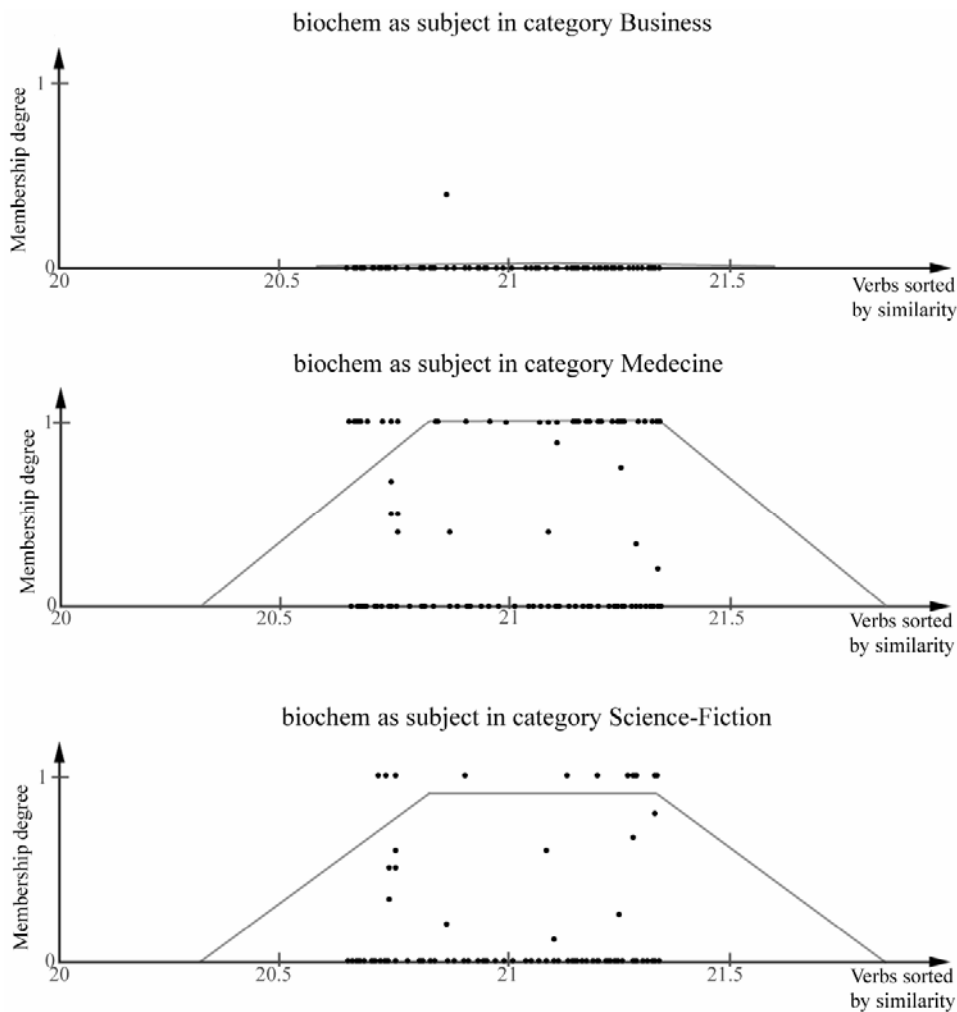 biochem as subject in category Business
Membership degree
1
0
20
20.5
21
21.5
Verbs sorted
by similarity
biochem as subject in category Medecine
Membership degree
1
0
20
20.5
21
21.5
Verbs sorted
by similarity
biochem as subject in category Science-Fiction
Membership degree
1
0
20
20.5
21
21.5
Verbs sorted
by similarity